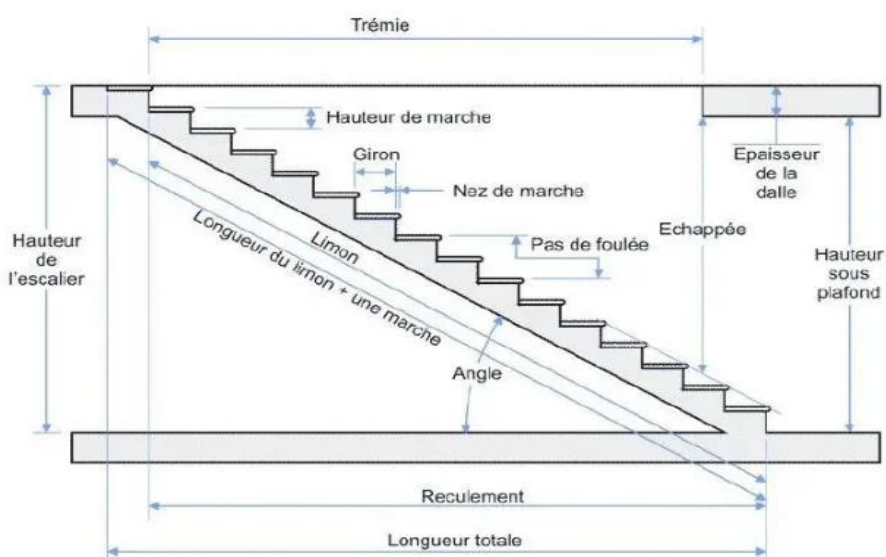 Trémie
Hauteur de marche
Giron
Nez de marche
Epaisseur
de la
dalle
Limon
Longueur du limon + une marche
Pas de foulée
Echappée
Hauteur
de
l'escalier
Hauteur
sous
plafond
Angle
Reculement
Longueur totale